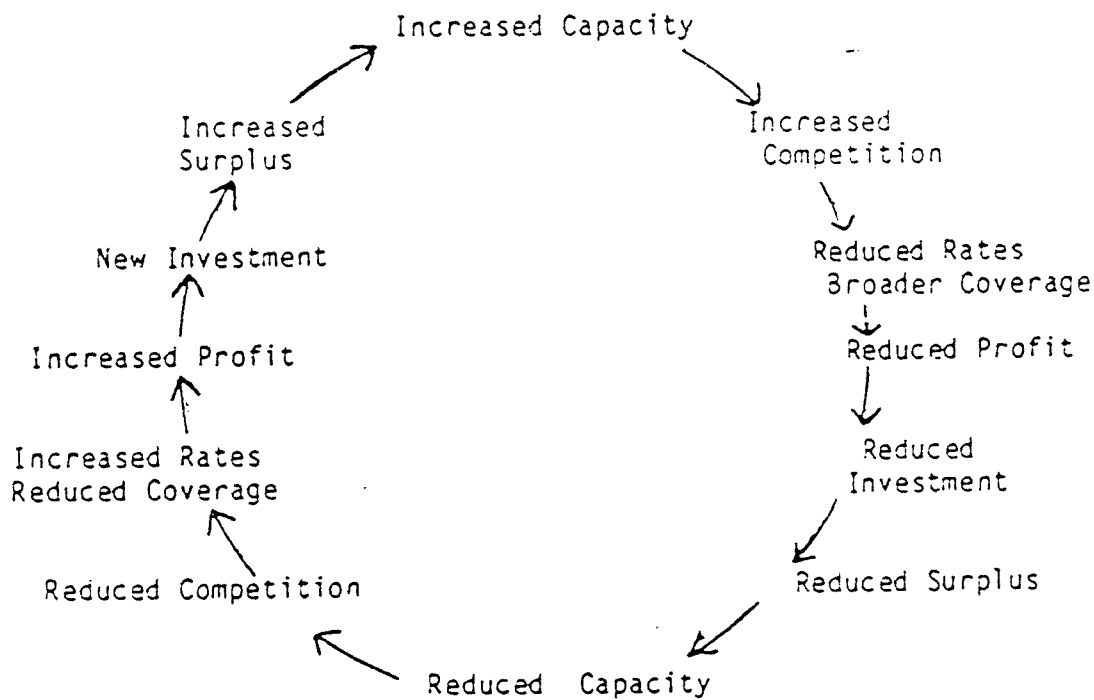 Increased Capacity
Increased
Competition
Reduced Rates
Broader Coverage
Reduced Profit
Reduced
Investment
Reduced Surplus
Reduced Capacity
Reduced Competition
Increased Rates
Reduced Coverage
Increased Profit
New Investment
Increased
Surplus